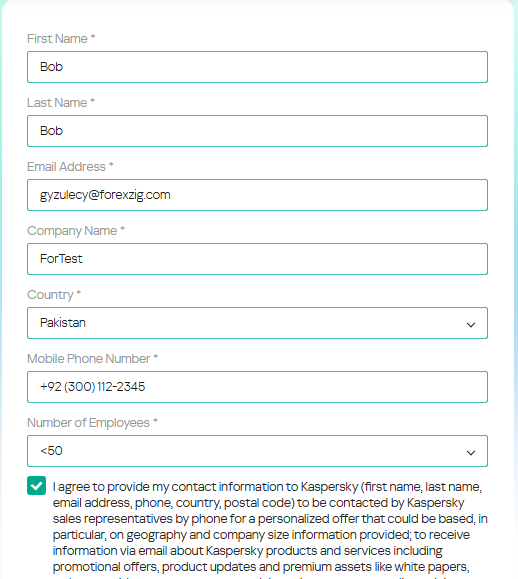 First Name *
Bob
Last Name *
Bob
Email Address *
gyzulecy@forexzig.com
Company Name *
ForTest
Country *
Pakistan
Mobile Phone Number *
+92 (300) 112-2345
Number of Employees *
<50
I agree to provide my contact information to Kaspersky (first name, last name,
email address, phone, country, postal code) to be contacted by Kaspersky
sales representatives by phone for a personalized offer that could be based, in
particular, on geography and company size information provided; to receive
information via email about Kaspersky products and services including
promotional offers, product updates and premium assets like white papers,